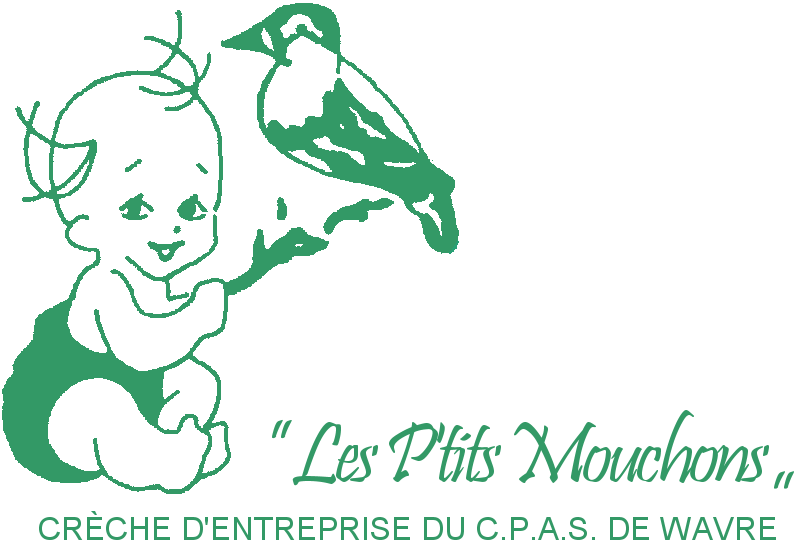 " Les P'tits Mouchons „
CRÈCHE D'ENTREPRISE DU C.P.A.S. DE WAVRE